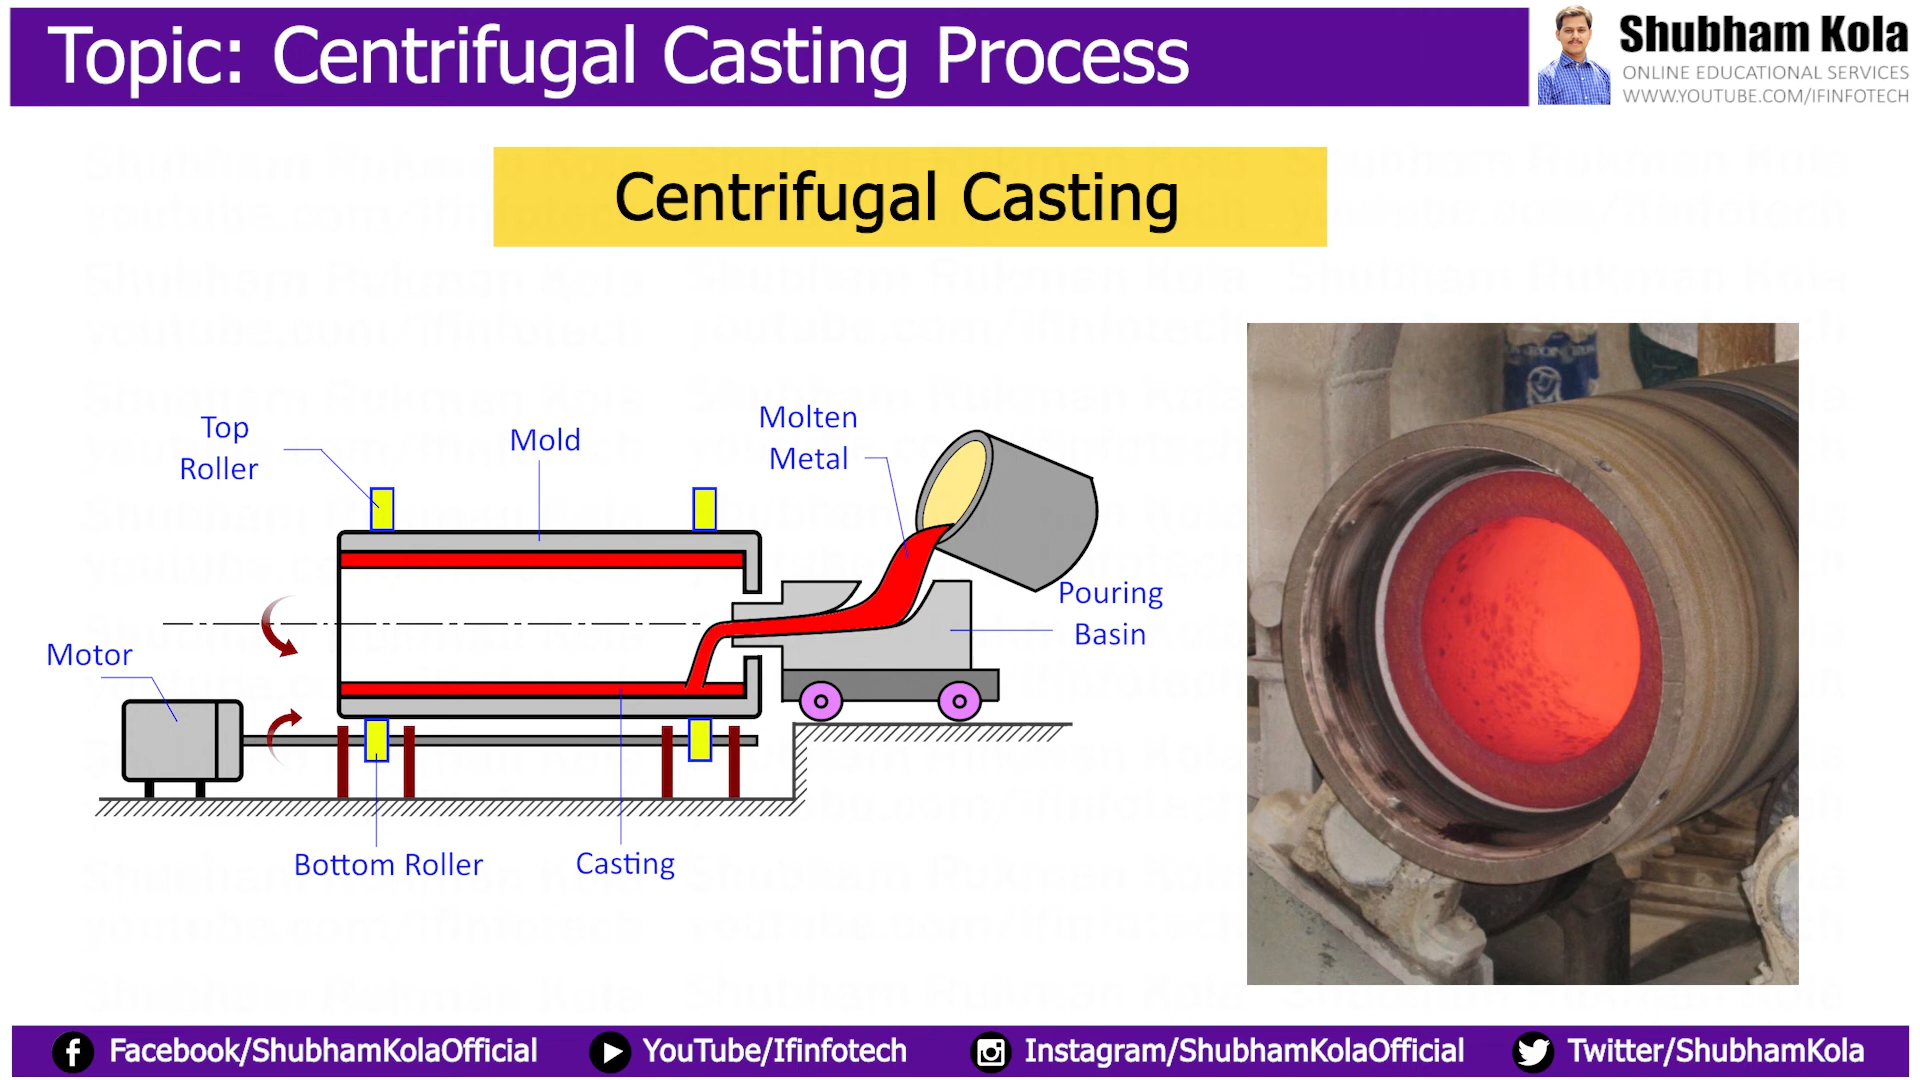 Topic: Centrifugal Casting Process
Shubham Kola
ONLINE EDUCATIONAL SERVICES
WWW.YOUTUBE.COM/IFINFOTECH
Centrifugal Casting
Top
Roller
Mold
Molten
Metal
Pouring
Basin
Motor
Bottom Roller
Casting
Facebook/ShubhamKolaOfficial
YouTube/Ifinfotech
Instagram/ShubhamKolaOfficial
Twitter/ShubhamKola